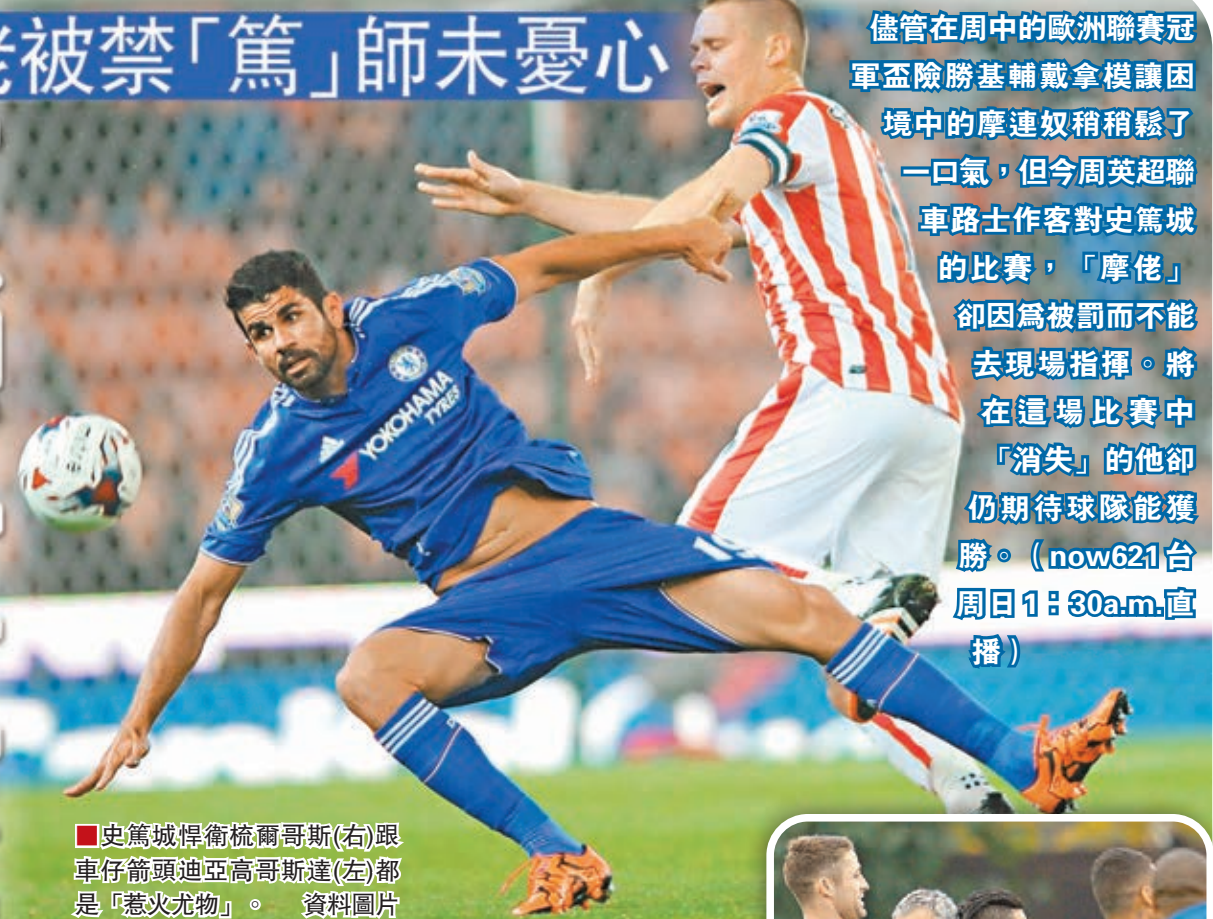 被禁「篤」師未憂心
儘管在周中的歐洲聯賽冠
軍盃險勝基輔戴拿模讓困
境中的摩連奴稍稍鬆了
一口氣，但今周英超聯
車路士作客對史篤城
的比賽，「摩佬」
卻因為被罰而不能
去現場指揮。將
在這場比賽中
「消失」的他卻
仍期待球隊能獲
勝。（now621台
周日1：30a.m.直
播）
YOKOHAMA
TYRES
■史篤城悍衛梳爾哥斯(右)跟
車仔箭頭迪亞高哥斯達(左)都
是「惹火尤物」。 資料圖片